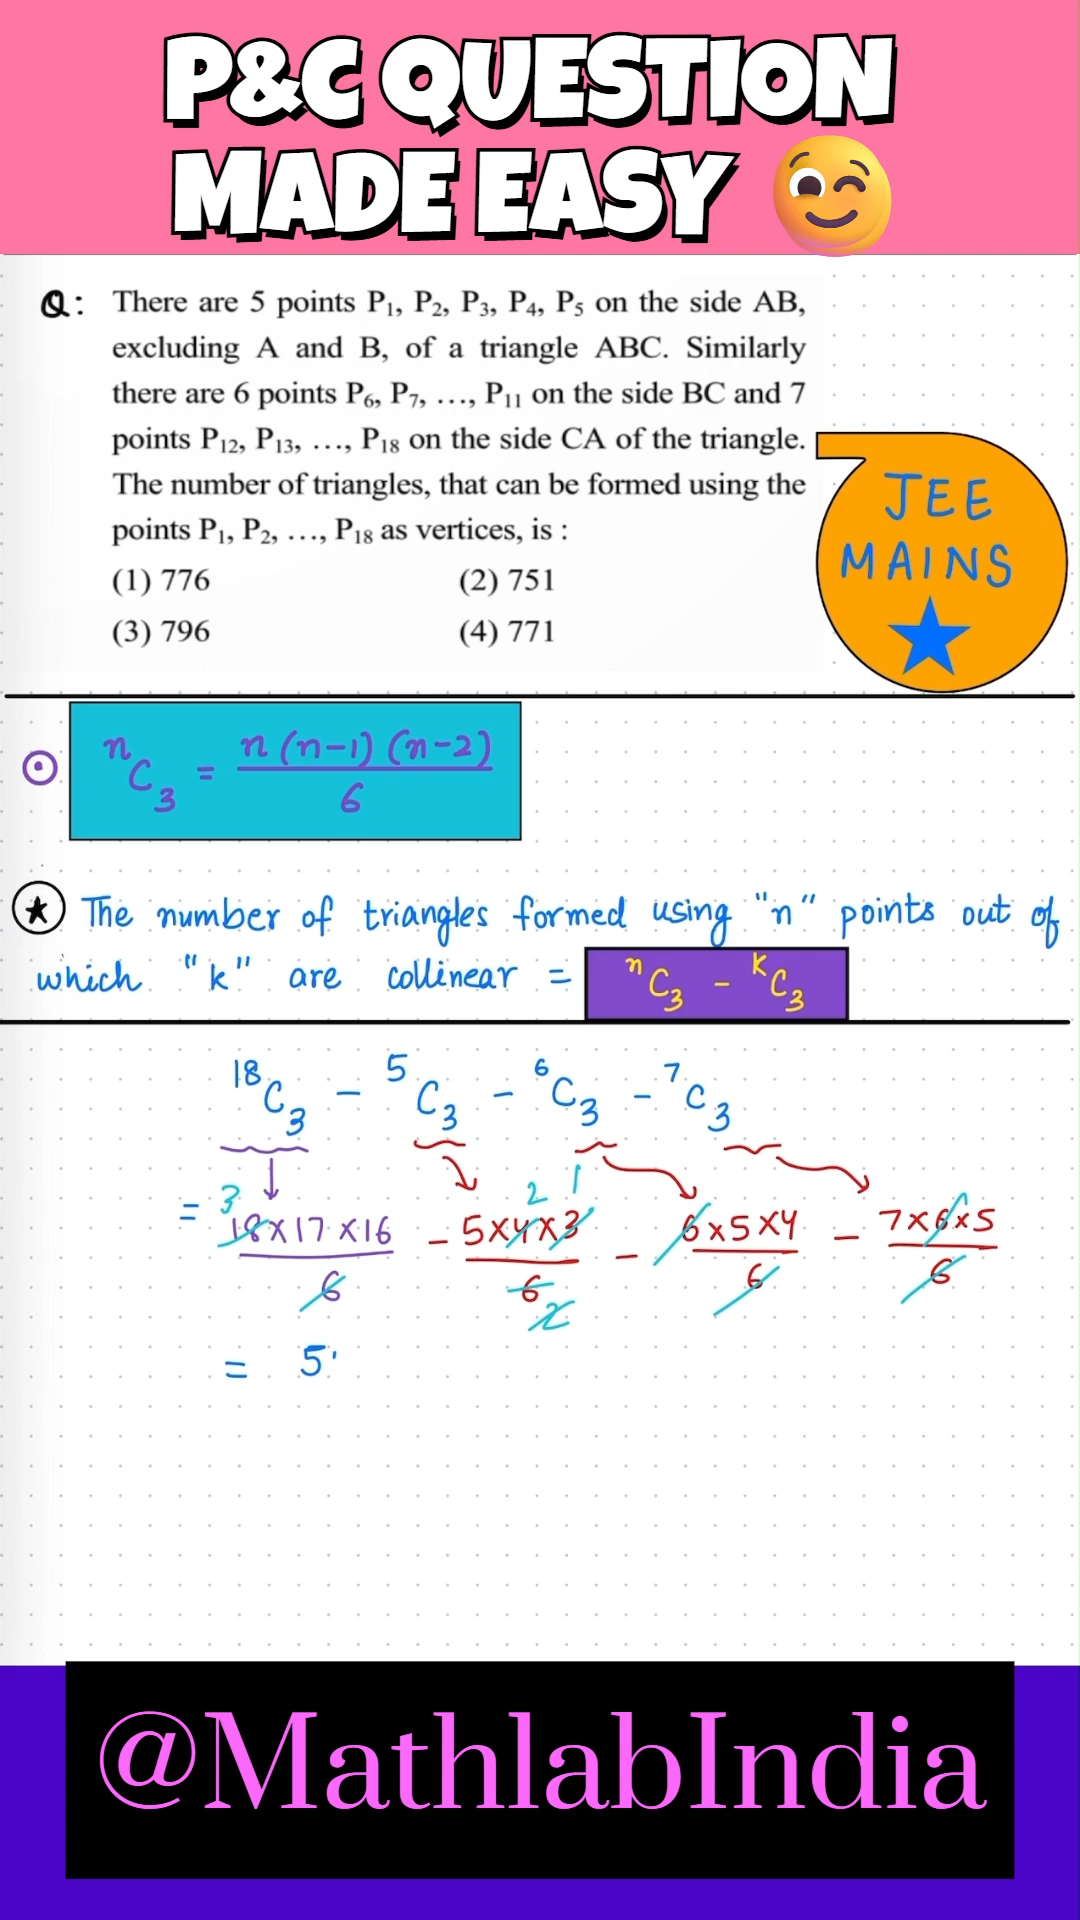 P&C QUESTION
MADE EASY
Q: There are 5 points P₁, P₂, P₃, P₄, P₅ on the side AB,
excluding A and B, of a triangle ABC. Similarly
there are 6 points P₆, P₇, ..., P₁₁ on the side BC and 7
points P₁₂, P₁₃, ..., P₁₈ on the side CA of the triangle.
The number of triangles, that can be formed using the
points P₁, P₂, ..., P₁₈ as vertices, is :
(1) 776 (2) 751
(3) 796 (4) 771
JEE
MAINS
ⁿC₃ = n (n-1) (n-2) / 6
The number of triangles formed using "n" points out of
which "k" are collinear = ⁿC₃ - ᵏC₃
¹⁸C₃ - ⁵C₃ - ⁶C₃ - ⁷C₃
3 2 1
= 18×17×16 / 6 - 5×4×3 / 6 - 6×5×4 / 6 - 7×6×5 / 6
2
= 5
@MathlabIndia